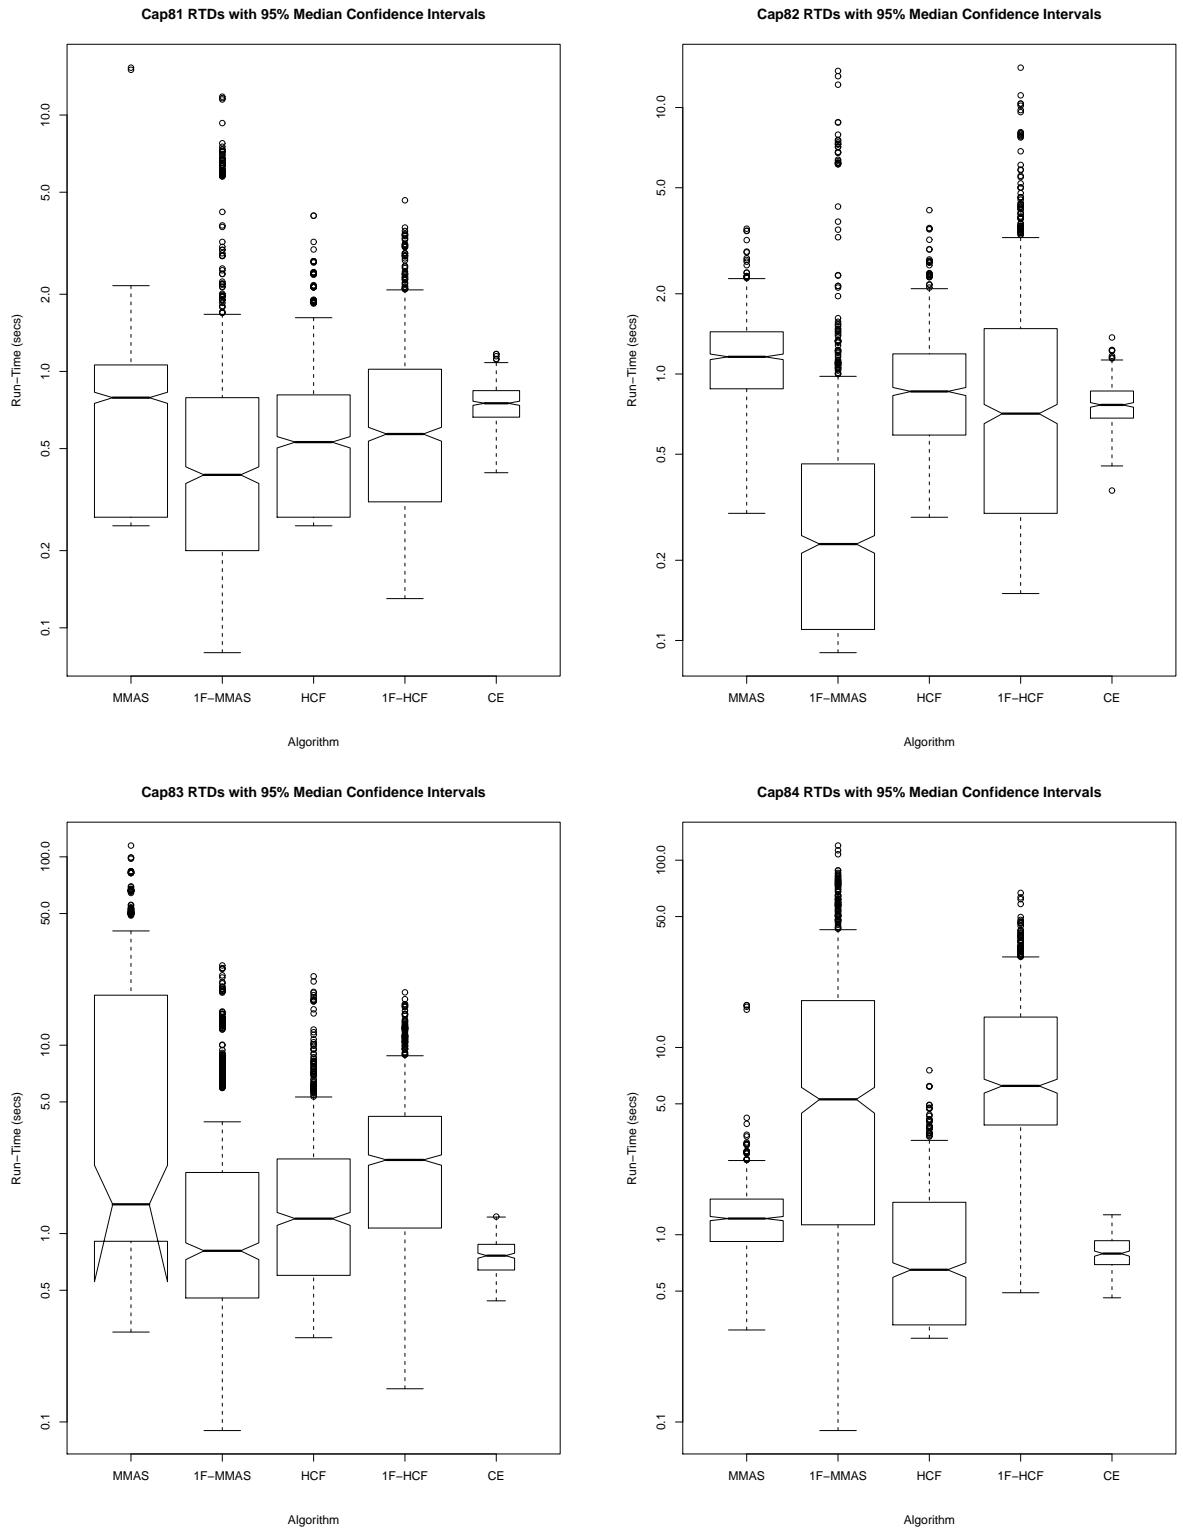 Cap81 RTDs with 95% Median Confidence Intervals
Run−Time (secs)
10.0
5.0
2.0
1.0
0.5
0.2
0.1
MMAS 1F−MMAS HCF 1F−HCF CE
Algorithm
Cap82 RTDs with 95% Median Confidence Intervals
Run−Time (secs)
10.0
5.0
2.0
1.0
0.5
0.2
0.1
MMAS 1F−MMAS HCF 1F−HCF CE
Algorithm
Cap83 RTDs with 95% Median Confidence Intervals
Run−Time (secs)
100.0
50.0
10.0
5.0
1.0
0.5
0.1
MMAS 1F−MMAS HCF 1F−HCF CE
Algorithm
Cap84 RTDs with 95% Median Confidence Intervals
Run−Time (secs)
100.0
50.0
10.0
5.0
1.0
0.5
0.1
MMAS 1F−MMAS HCF 1F−HCF CE
Algorithm